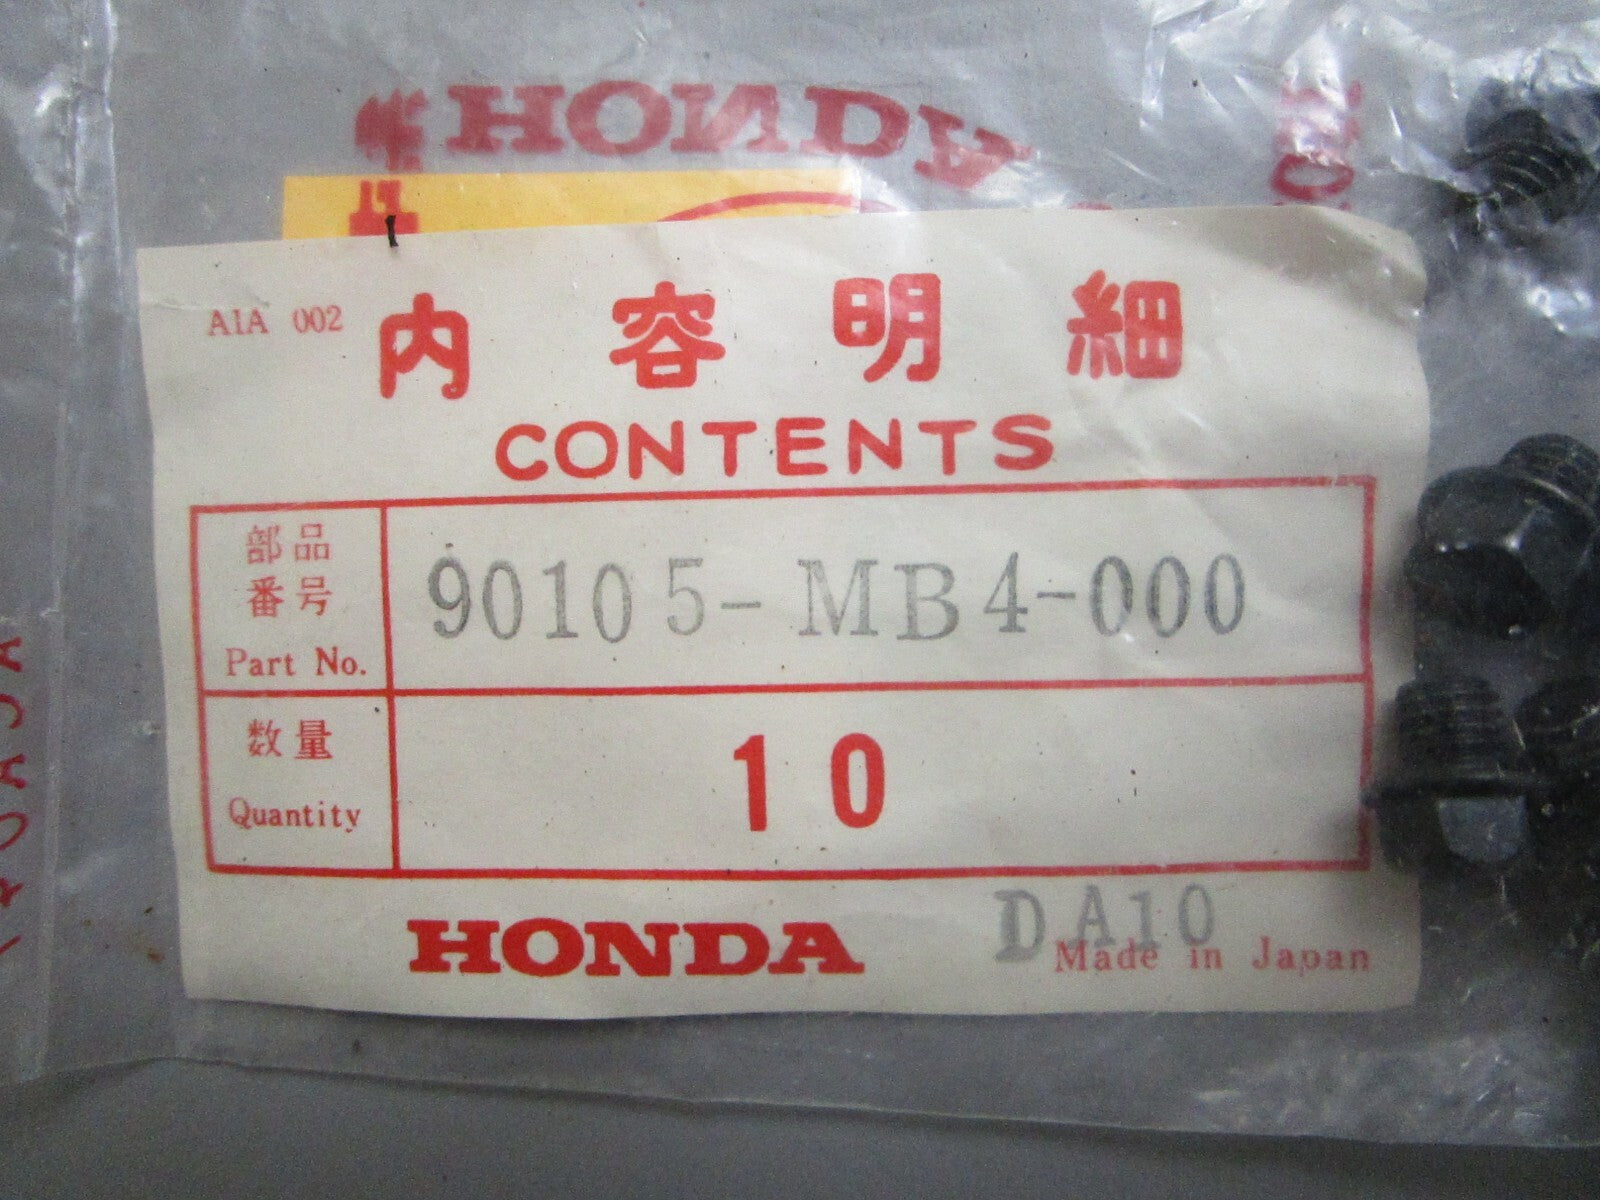 HONDA
AIA 002
内容明細
CONTENTS
部品
番号
Part No.
90105-MB4-000
数量
Quantity
10
HONDA
DA10
Made in Japan